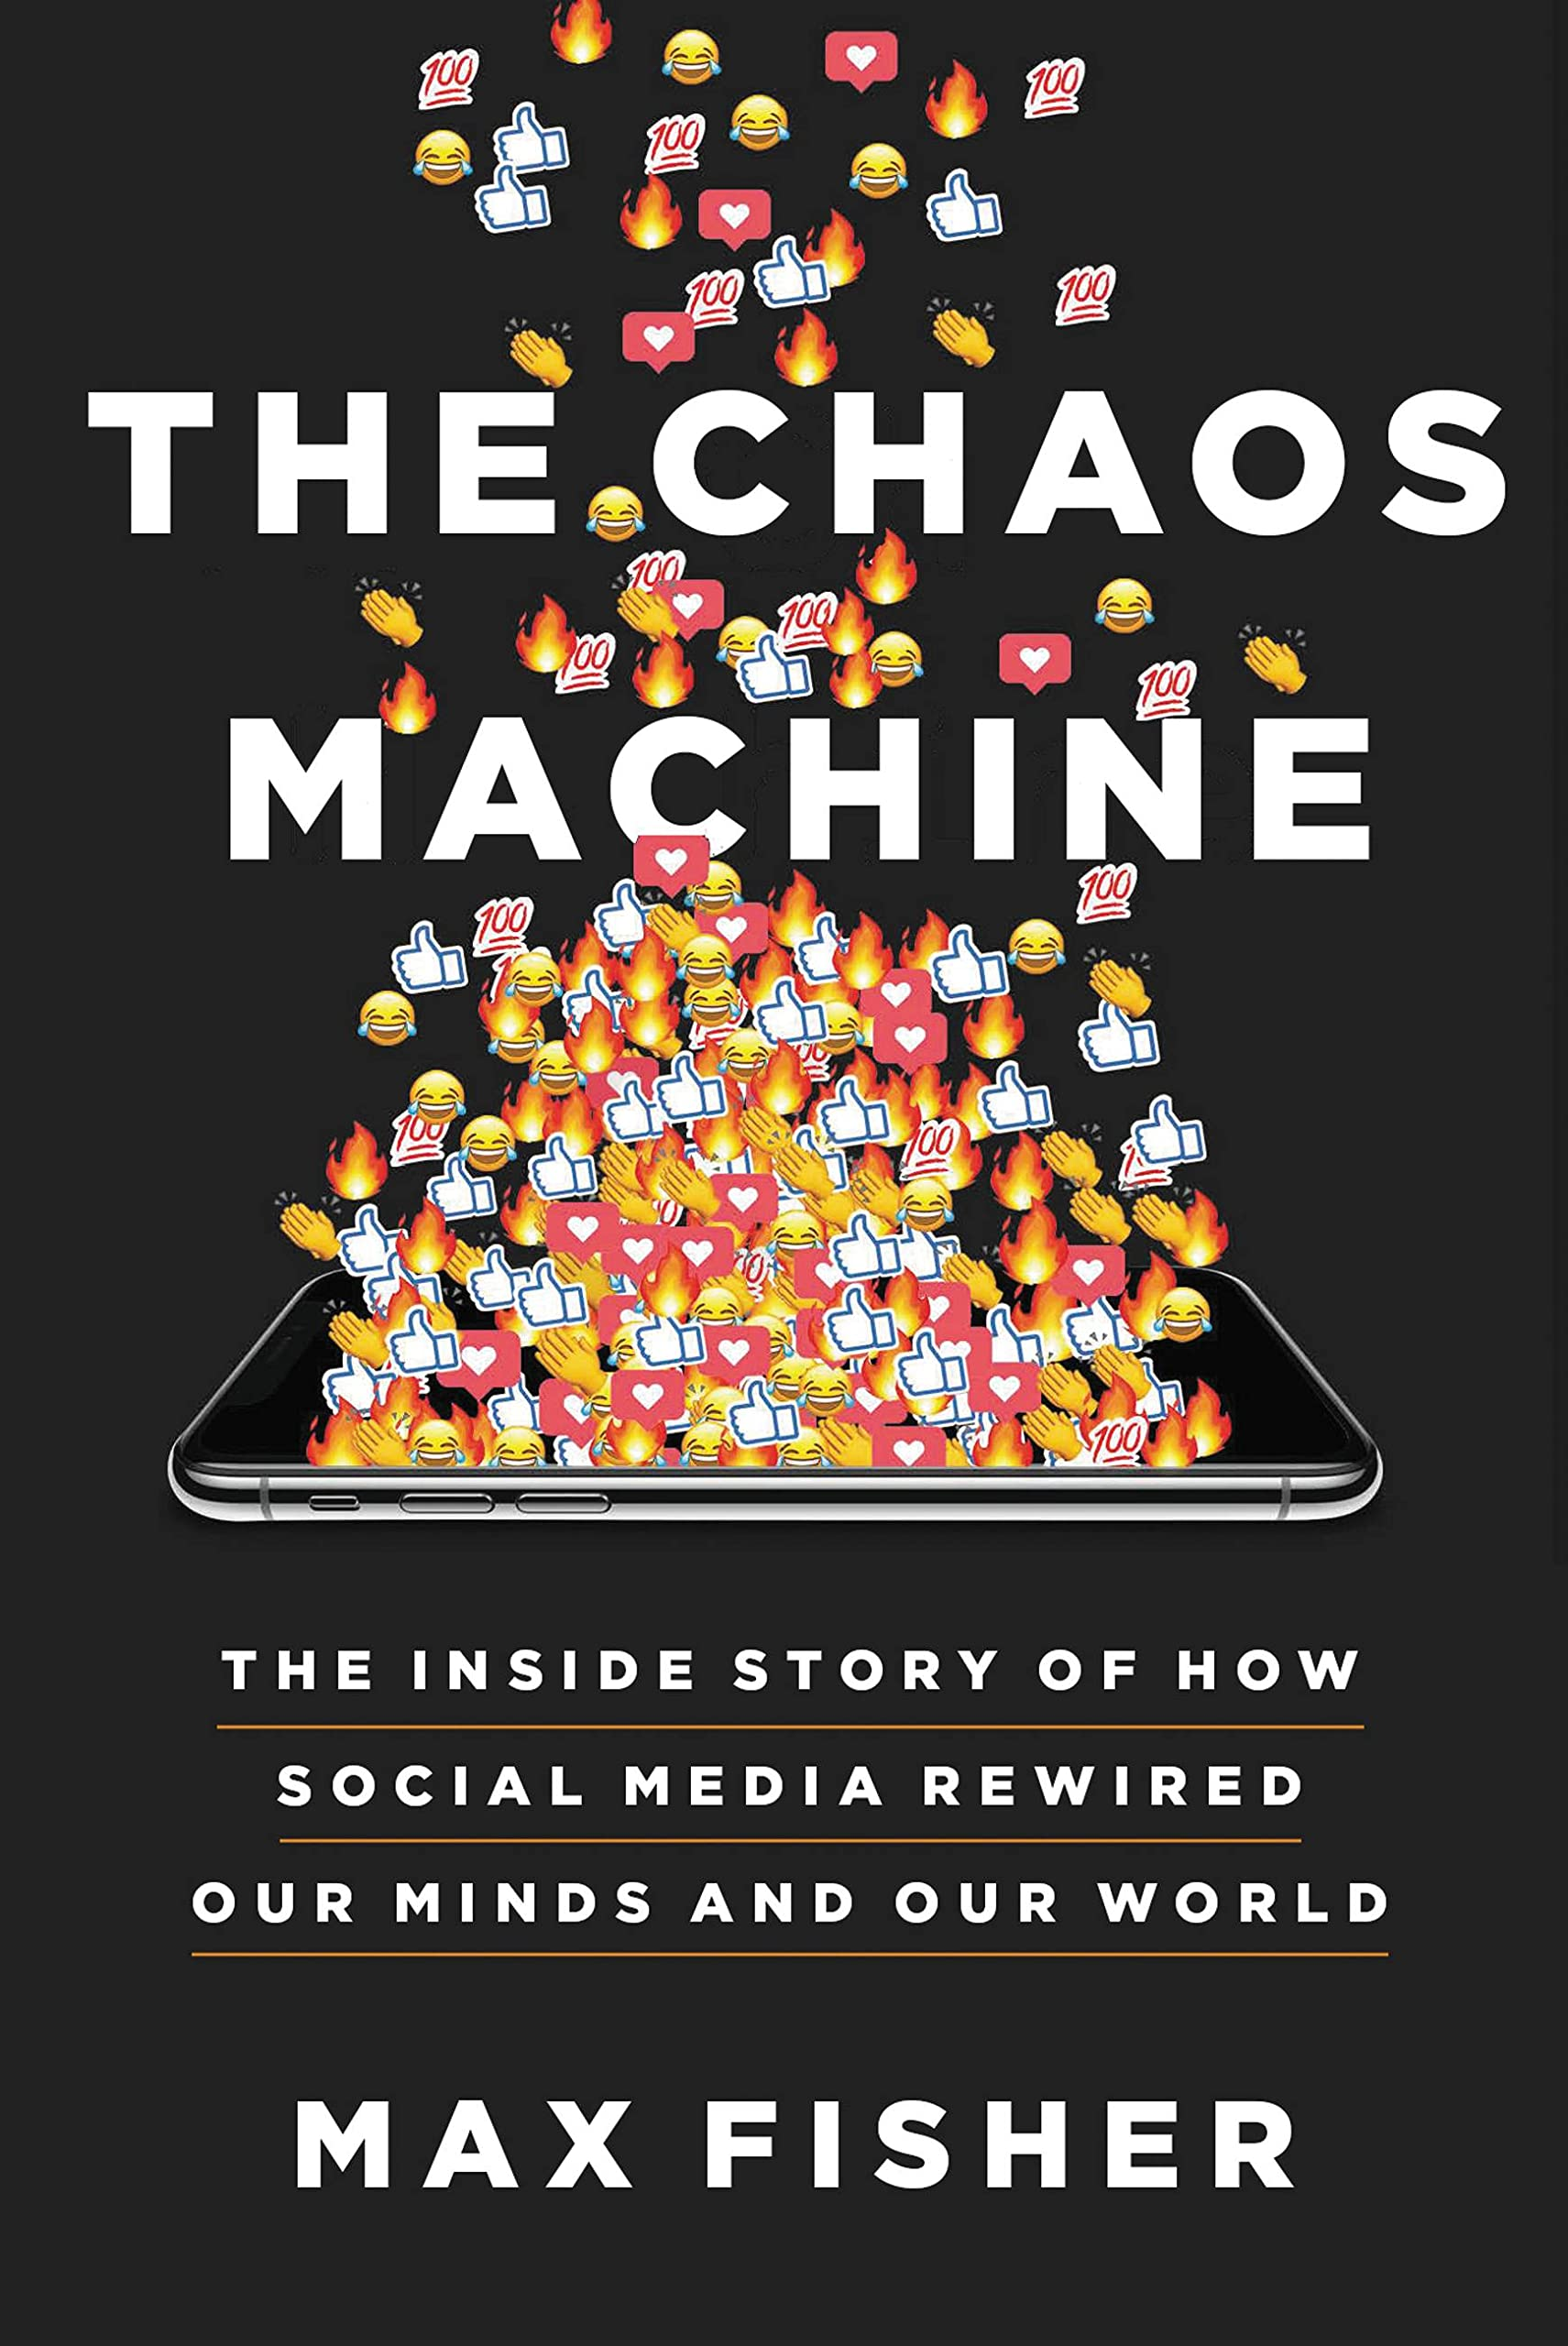 THE CHAOS
MACHINE
THE INSIDE STORY OF HOW
SOCIAL MEDIA REWIRED
OUR MINDS AND OUR WORLD
MAX FISHER